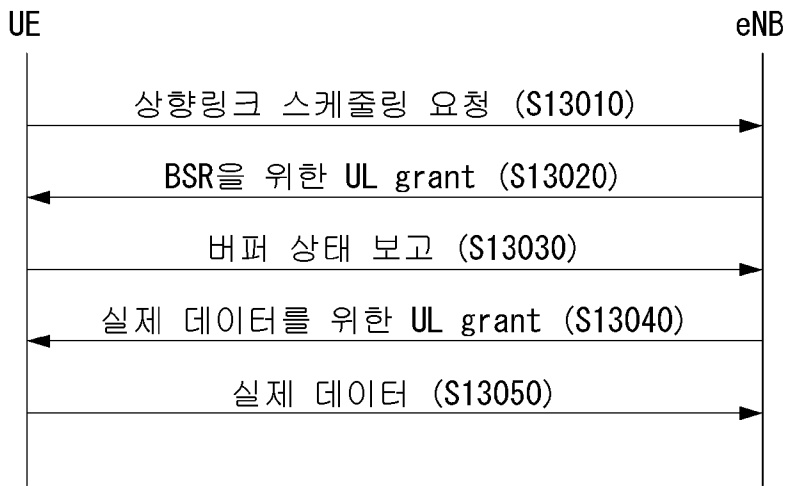 UE
eNB
상향링크 스케줄링 요청 (S13010)
BSR을 위한 UL grant (S13020)
버퍼 상태 보고 (S13030)
실제 데이터를 위한 UL grant (S13040)
실제 데이터 (S13050)